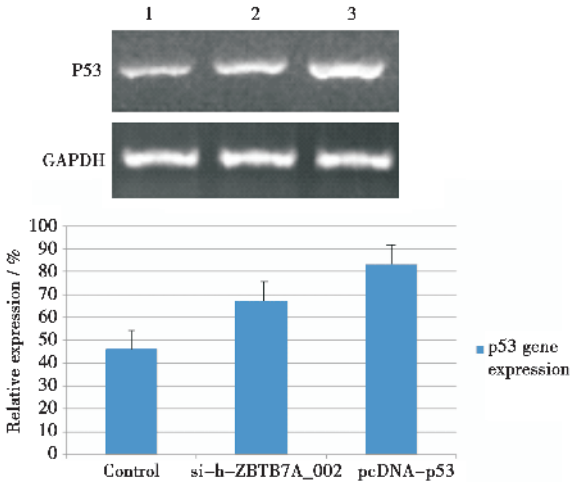 1 2 3
P53
GAPDH
100
90
80
70
60
50
40
30
20
10
0
Relative expression / %
Control si-h-ZBTB7A_002 pcDNA-p53
p53 gene
expression